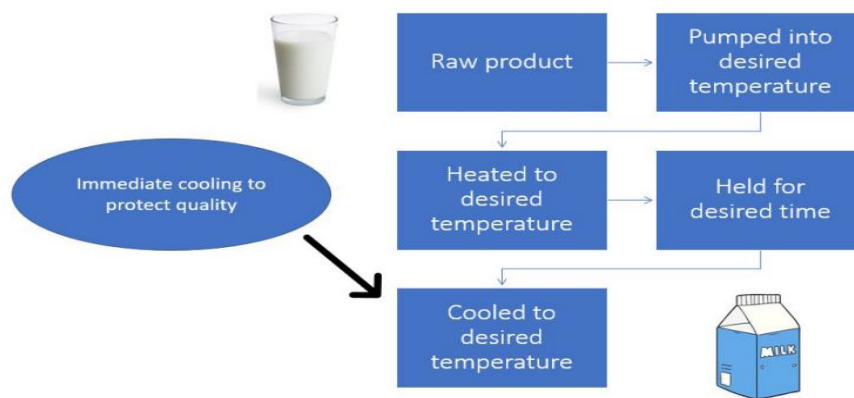 Raw product
Pumped into
desired
temperature
Immediate cooling to
protect quality
Heated to
desired
temperature
Held for
desired time
Cooled to
desired
temperature
MILK